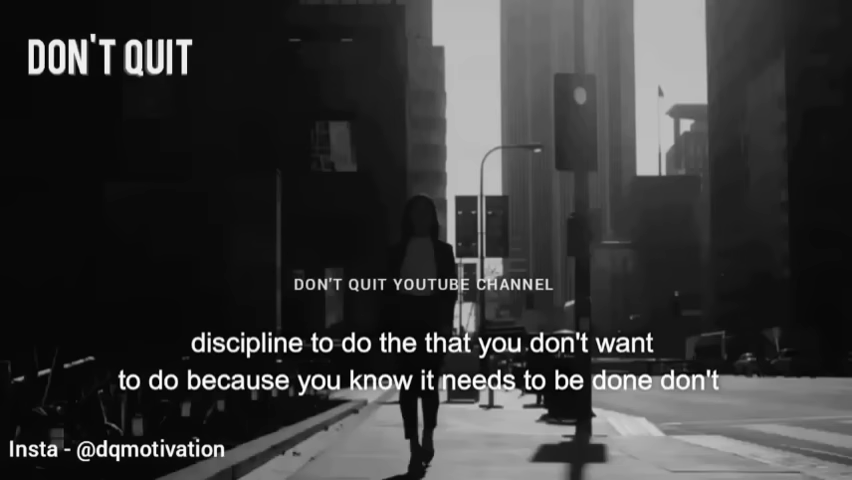 DON'T QUIT
DON'T QUIT YOUTUBE CHANNEL
discipline to do the that you don't want
to do because you know it needs to be done don't
Insta - @dqmotivation